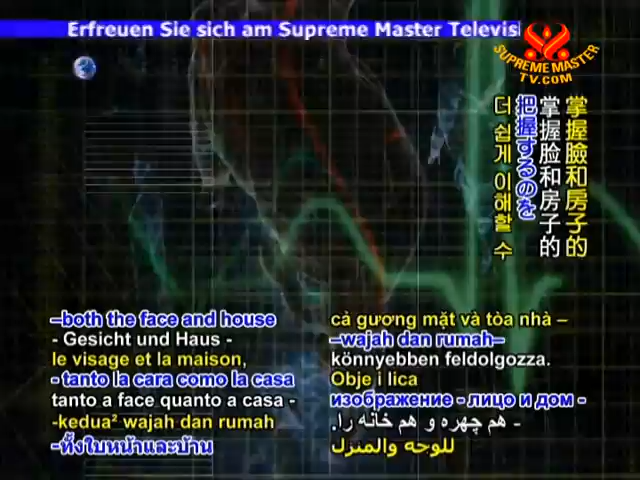 Erfreuen Sie sich am Supreme Master Televisi
SUPREME MASTER
TV.COM
掌握臉和房子的
掌握脸和房子的
把握するのを
더 쉽게 이해할 수
–both the face and house
- Gesicht und Haus -
le visage et la maison,
- tanto la cara como la casa
tanto a face quanto a casa -
-kedua² wajah dan rumah
-ทั้งใบหน้าและบ้าน
cả gương mặt và tòa nhà –
–wajah dan rumah–
könnyebben feldolgozza.
Obje i lica
изображение - лицо и дом -
- هم چهره و هم خانه را.
للوجه والمنزل